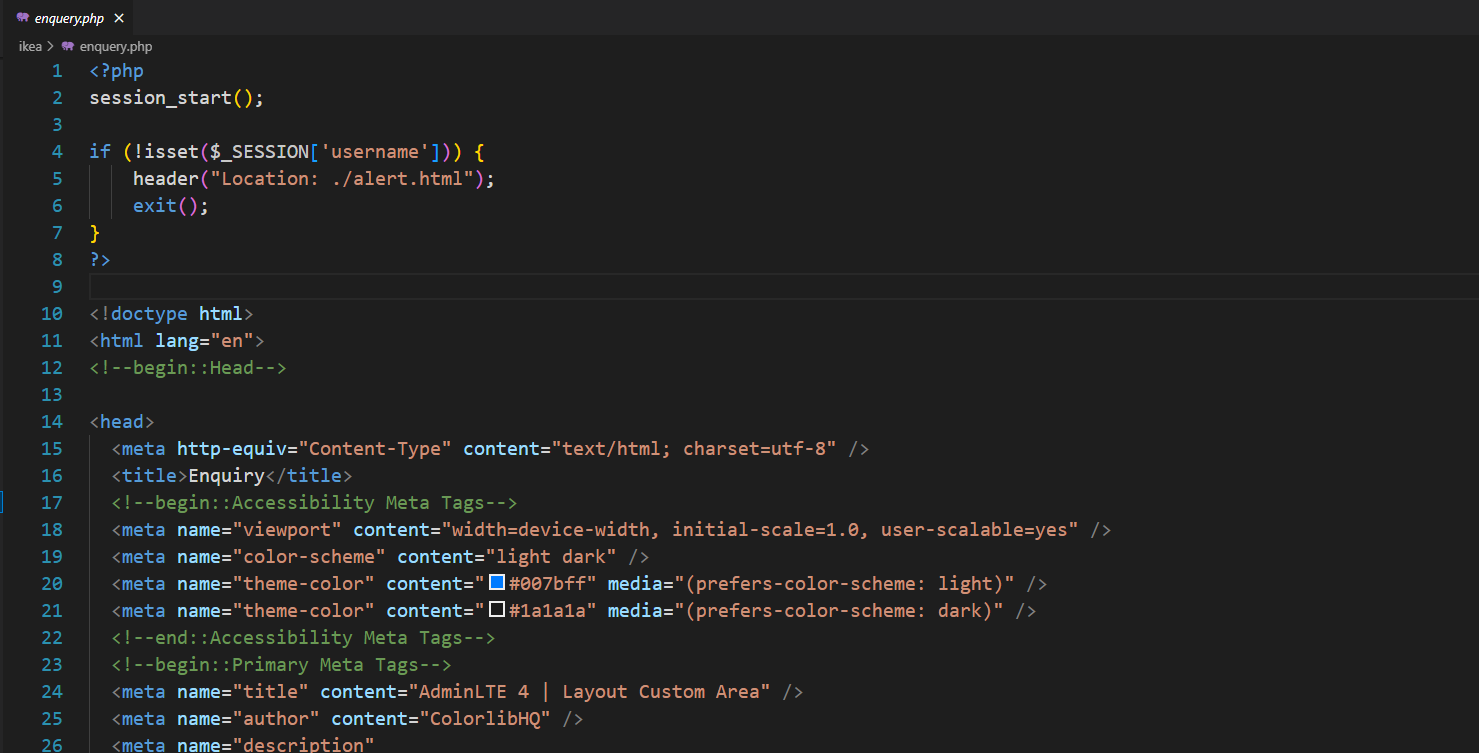 enquery.php
ikea > enquery.php
1 <?php
2 session_start();
3
4 if (!isset($_SESSION['username'])) {
5     header("Location: ./alert.html");
6     exit();
7 }
8 ?>
9
10 <!doctype html>
11 <html lang="en">
12 <!--begin::Head-->
13
14 <head>
15   <meta http-equiv="Content-Type" content="text/html; charset=utf-8" />
16   <title>Enquiry</title>
17   <!--begin::Accessibility Meta Tags-->
18   <meta name="viewport" content="width=device-width, initial-scale=1.0, user-scalable=yes" />
19   <meta name="color-scheme" content="light dark" />
20   <meta name="theme-color" content="#007bff" media="(prefers-color-scheme: light)" />
21   <meta name="theme-color" content="#1a1a1a" media="(prefers-color-scheme: dark)" />
22   <!--end::Accessibility Meta Tags-->
23   <!--begin::Primary Meta Tags-->
24   <meta name="title" content="AdminLTE 4 | Layout Custom Area" />
25   <meta name="author" content="ColorlibHQ" />
26   <meta name="description"